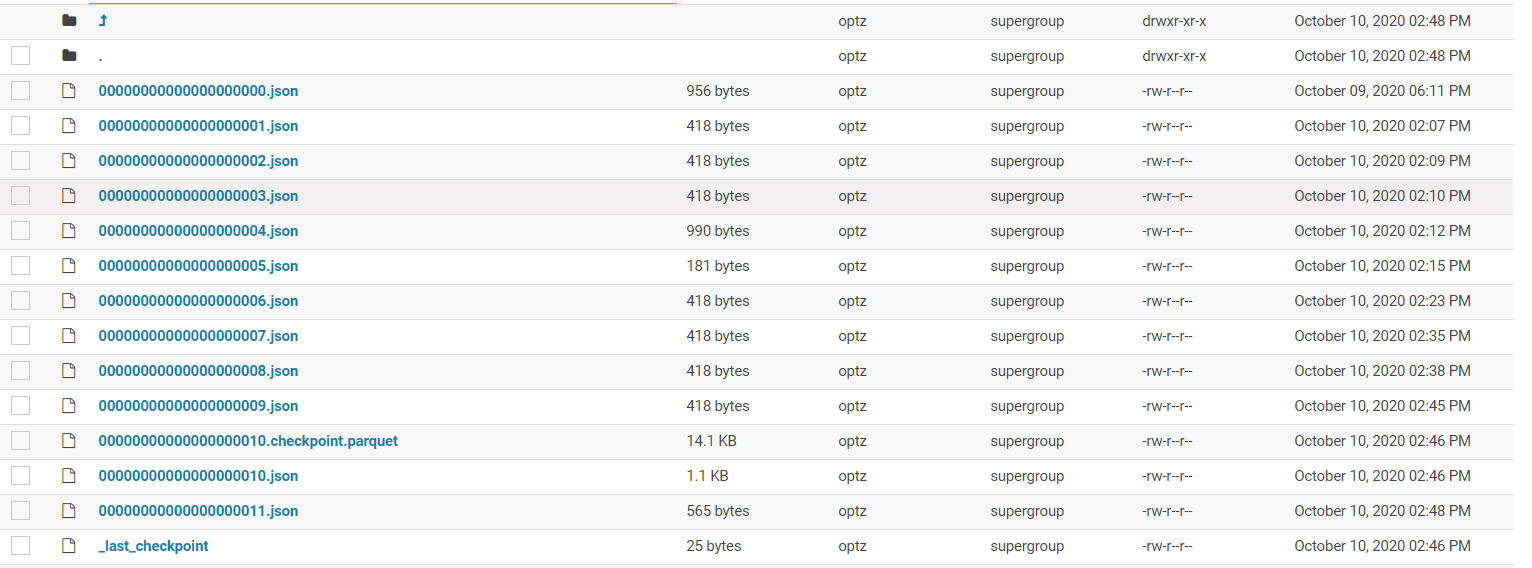 optz supergroup drwxr-xr-x October 10, 2020 02:48 PM
. optz supergroup drwxr-xr-x October 10, 2020 02:48 PM
00000000000000000000.json 956 bytes optz supergroup -rw-r--r-- October 09, 2020 06:11 PM
00000000000000000001.json 418 bytes optz supergroup -rw-r--r-- October 10, 2020 02:07 PM
00000000000000000002.json 418 bytes optz supergroup -rw-r--r-- October 10, 2020 02:09 PM
00000000000000000003.json 418 bytes optz supergroup -rw-r--r-- October 10, 2020 02:10 PM
00000000000000000004.json 990 bytes optz supergroup -rw-r--r-- October 10, 2020 02:12 PM
00000000000000000005.json 181 bytes optz supergroup -rw-r--r-- October 10, 2020 02:15 PM
00000000000000000006.json 418 bytes optz supergroup -rw-r--r-- October 10, 2020 02:23 PM
00000000000000000007.json 418 bytes optz supergroup -rw-r--r-- October 10, 2020 02:35 PM
00000000000000000008.json 418 bytes optz supergroup -rw-r--r-- October 10, 2020 02:38 PM
00000000000000000009.json 418 bytes optz supergroup -rw-r--r-- October 10, 2020 02:45 PM
00000000000000000010.checkpoint.parquet 14.1 KB optz supergroup -rw-r--r-- October 10, 2020 02:46 PM
00000000000000000010.json 1.1 KB optz supergroup -rw-r--r-- October 10, 2020 02:46 PM
00000000000000000011.json 565 bytes optz supergroup -rw-r--r-- October 10, 2020 02:48 PM
_last_checkpoint 25 bytes optz supergroup -rw-r--r-- October 10, 2020 02:46 PM